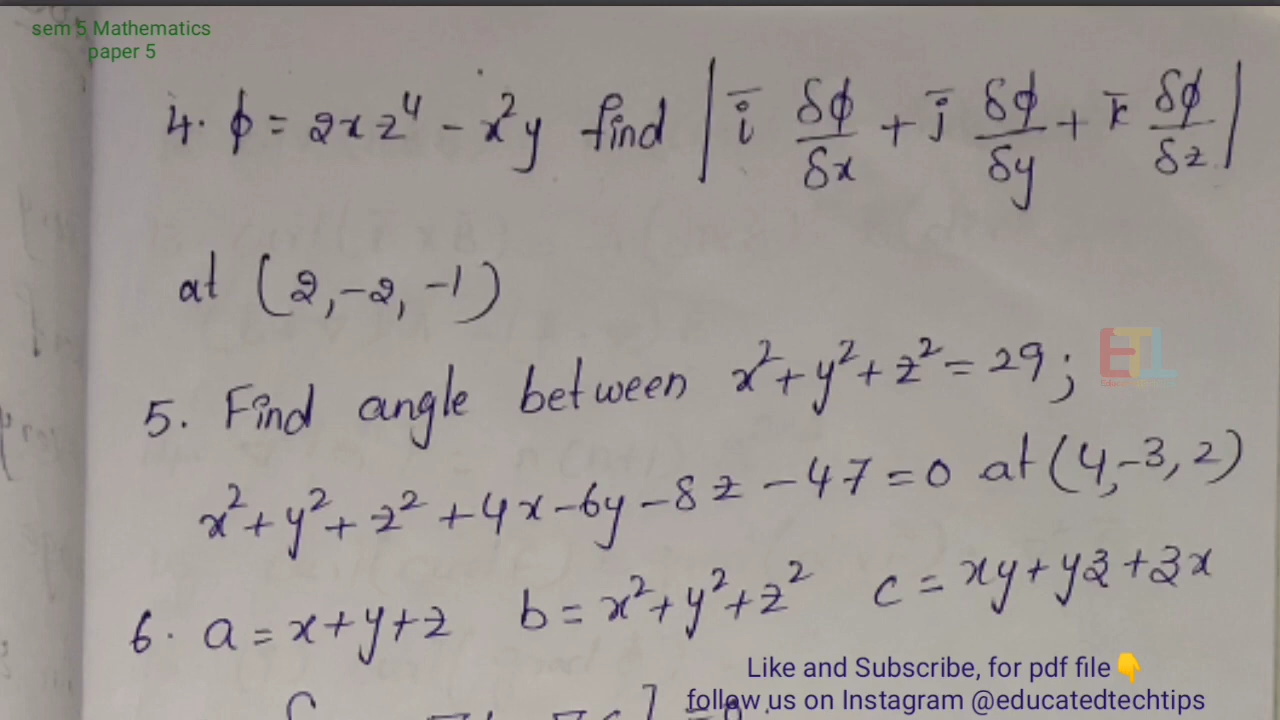 sem 5 Mathematics
paper 5
4. ϕ = 2xz⁴ - x²y find | i̅ δϕ/δx + j̅ δϕ/δy + k̅ δϕ/δz |
at (2, -2, -1)
5. Find angle between x²+y²+z² = 29;
x²+y²+z²+4x-6y-8z-47=0 at (4,-3,2)
6. a = x+y+z b = x²+y²+z² c = xy+yz+zx
Like and Subscribe, for pdf file👇
follow us on Instagram @educatedtechtips